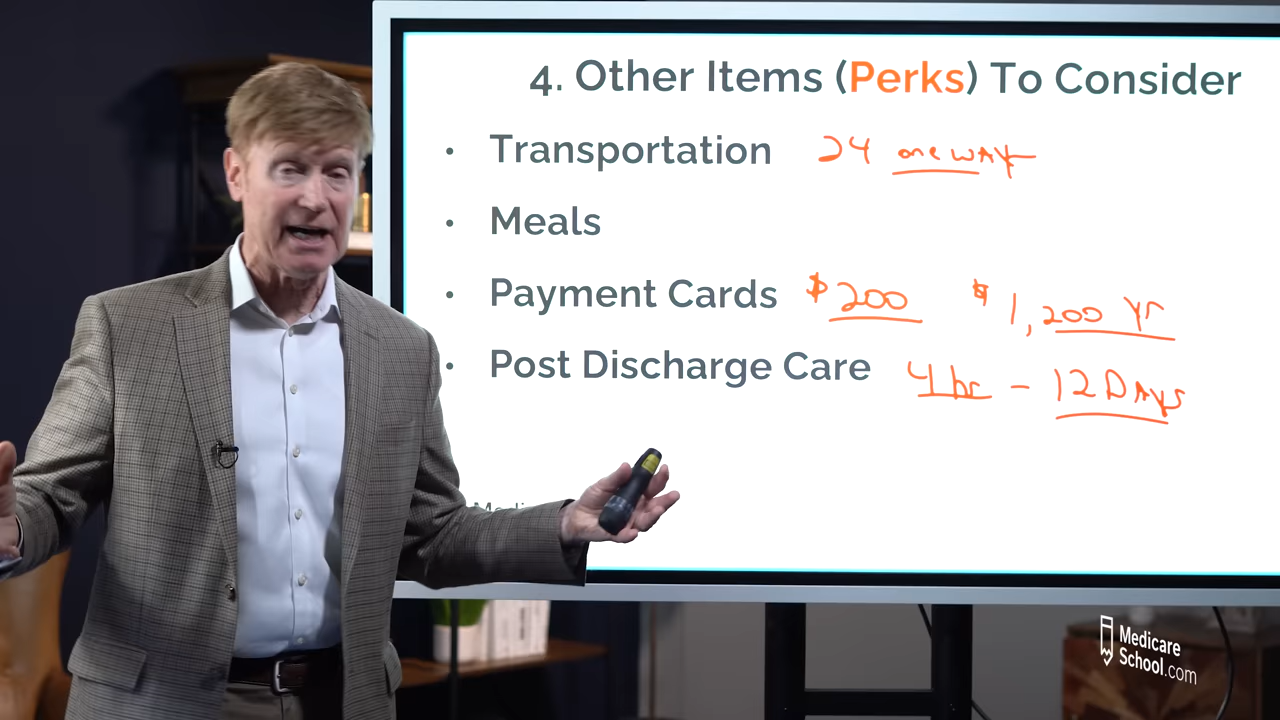 4. Other Items (Perks) To Consider
• Transportation 24 one way
• Meals
• Payment Cards $200 $1,200 yr
• Post Discharge Care 4 hr - 12 Days
Medi
Medicare
School.com